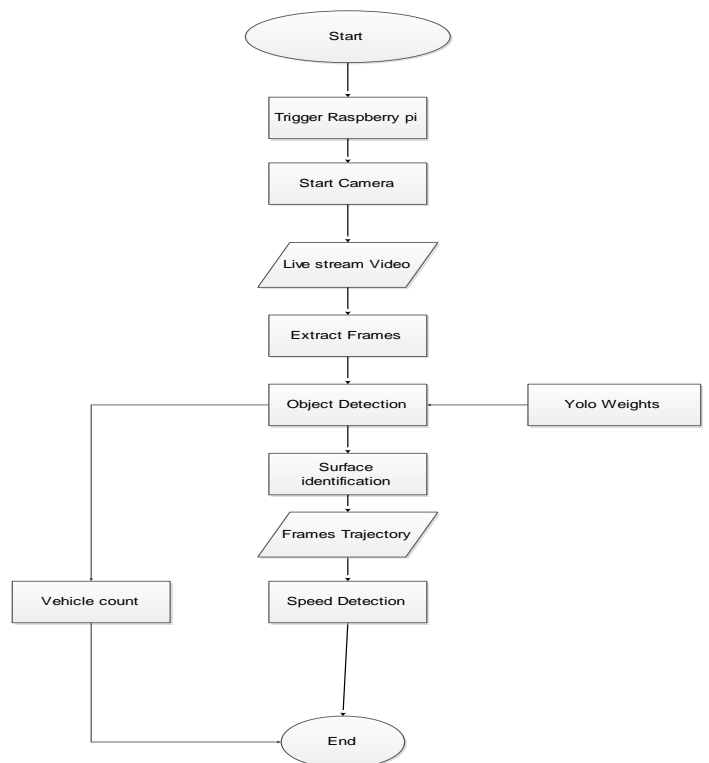 Start
Trigger Raspberry pi
Start Camera
Live stream Video
Extract Frames
Object Detection
Yolo Weights
Surface
identification
Frames Trajectory
Vehicle count
Speed Detection
End